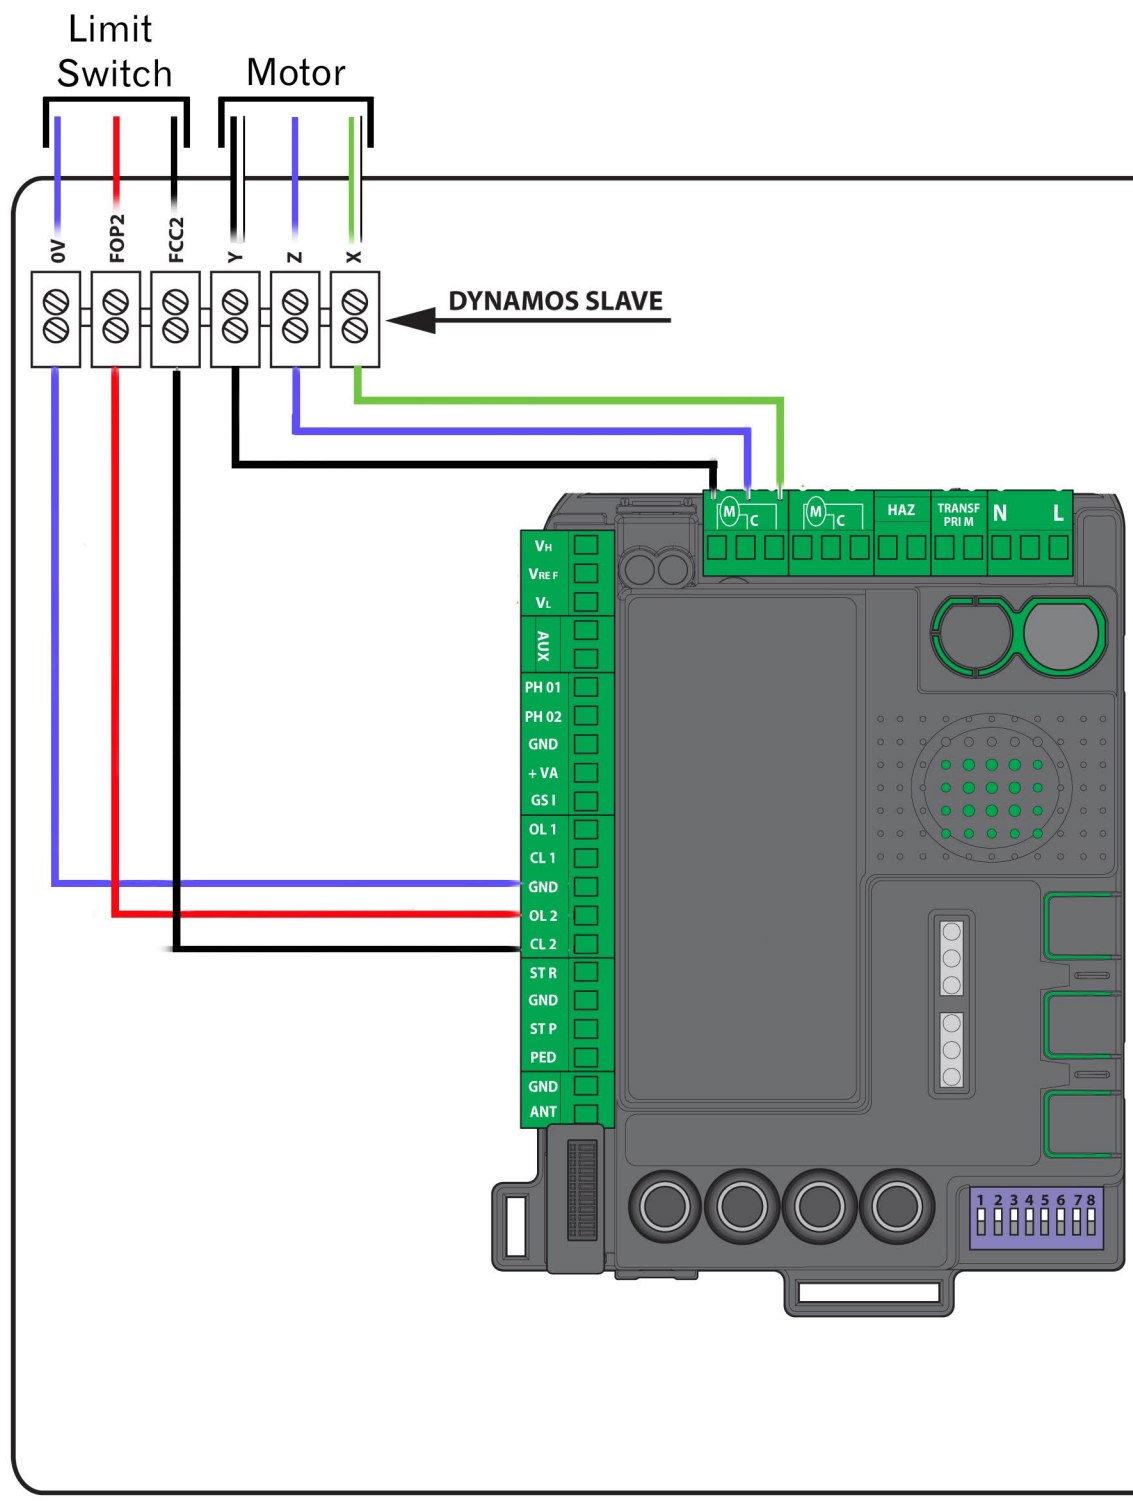 Limit
Switch
Motor
0V
FOP2
FCC2
Y
Z
X
DYNAMOS SLAVE
M
C
M
C
HAZ
TRANSF
PRI M
N
L
VH
VREF
VL
AUX
PH 01
PH 02
GND
+ VA
GS I
OL 1
CL 1
GND
OL 2
CL 2
ST R
GND
ST P
PED
GND
ANT
1 2 3 4 5 6 7 8